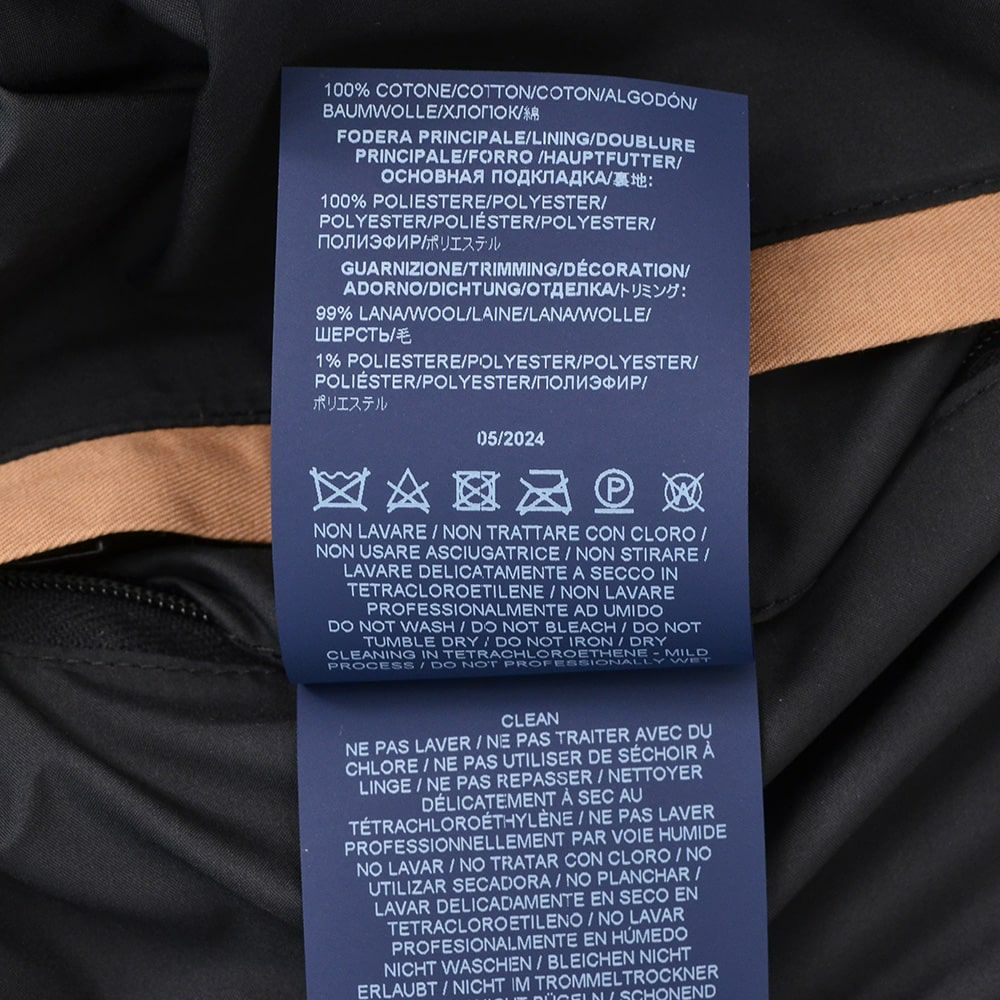 100% COTONE/COTTON/COTON/ALGODÓN/
BAUMWOLLE/ХЛОПОК/綿
FODERA PRINCIPALE/LINING/DOUBLURE
PRINCIPALE/FORRO /HAUPTFUTTER/
ОСНОВНАЯ ПОДКЛАДКА/裏地:
100% POLIESTERE/POLYESTER/
POLYESTER/POLIÉSTER/POLYESTER/
ПОЛИЭФИР/ポリエステル
GUARNIZIONE/TRIMMING/DÉCORATION/
ADORNO/DICHTUNG/ОТДЕЛКА/トリミング:
99% LANA/WOOL/LAINE/LANA/WOLLE/
ШЕРСТЬ/毛
1% POLIESTERE/POLYESTER/POLYESTER/
POLIÉSTER/POLYESTER/ПОЛИЭФИР/
ポリエステル
05/2024
P W
NON LAVARE / NON TRATTARE CON CLORO /
NON USARE ASCIUGATRICE / NON STIRARE /
LAVARE DELICATAMENTE A SECCO IN
TETRACLOROETILENE / NON LAVARE
PROFESSIONALMENTE AD UMIDO
DO NOT WASH / DO NOT BLEACH / DO NOT
TUMBLE DRY / DO NOT IRON / DRY
CLEANING IN TETRACHLOROETHENE - MILD
PROCESS / DO NOT PROFESSIONALLY WET
CLEAN
NE PAS LAVER / NE PAS TRAITER AVEC DU
CHLORE / NE PAS UTILISER DE SÉCHOIR À
LINGE / NE PAS REPASSER / NETTOYER
DÉLICATEMENT À SEC AU
TÉTRACHLOROÉTHYLÈNE / NE PAS LAVER
PROFESSIONNELLEMENT PAR VOIE HUMIDE
NO LAVAR / NO TRATAR CON CLORO / NO
UTILIZAR SECADORA / NO PLANCHAR /
LAVAR DELICADAMENTE EN SECO EN
TETRACLOROETILENO / NO LAVAR
PROFESIONALMENTE EN HÚMEDO
NICHT WASCHEN / BLEICHEN NICHT
ERLAUBT / NICHT IM TROMMELTROCKNER
NICHT BÜGELN / SCHONEND